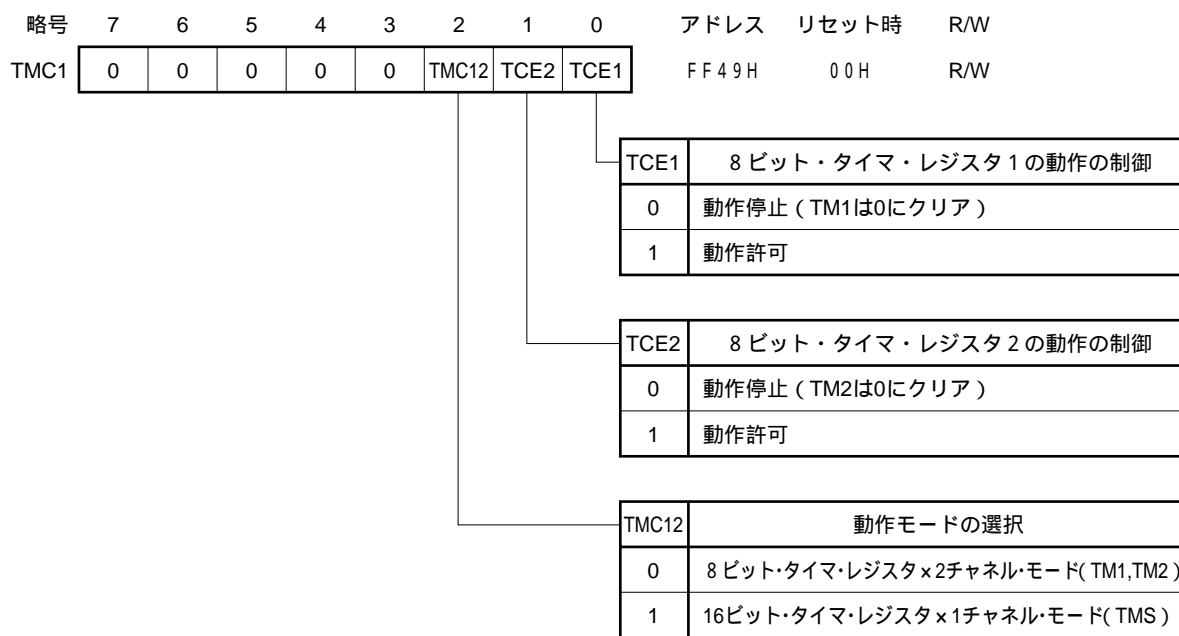 略号 7 6 5 4 3 2 1 0 アドレス リセット時 R/W
TMC1 0 0 0 0 0 TMC12 TCE2 TCE1 FF49H 00H R/W
TCE1 8ビット・タイマ・レジスタ1の動作の制御
0 動作停止(TM1は0にクリア)
1 動作許可
TCE2 8ビット・タイマ・レジスタ2の動作の制御
0 動作停止(TM2は0にクリア)
1 動作許可
TMC12 動作モードの選択
0 8ビット・タイマ・レジスタ×2チャネル・モード(TM1,TM2)
1 16ビット・タイマ・レジスタ×1チャネル・モード(TMS)